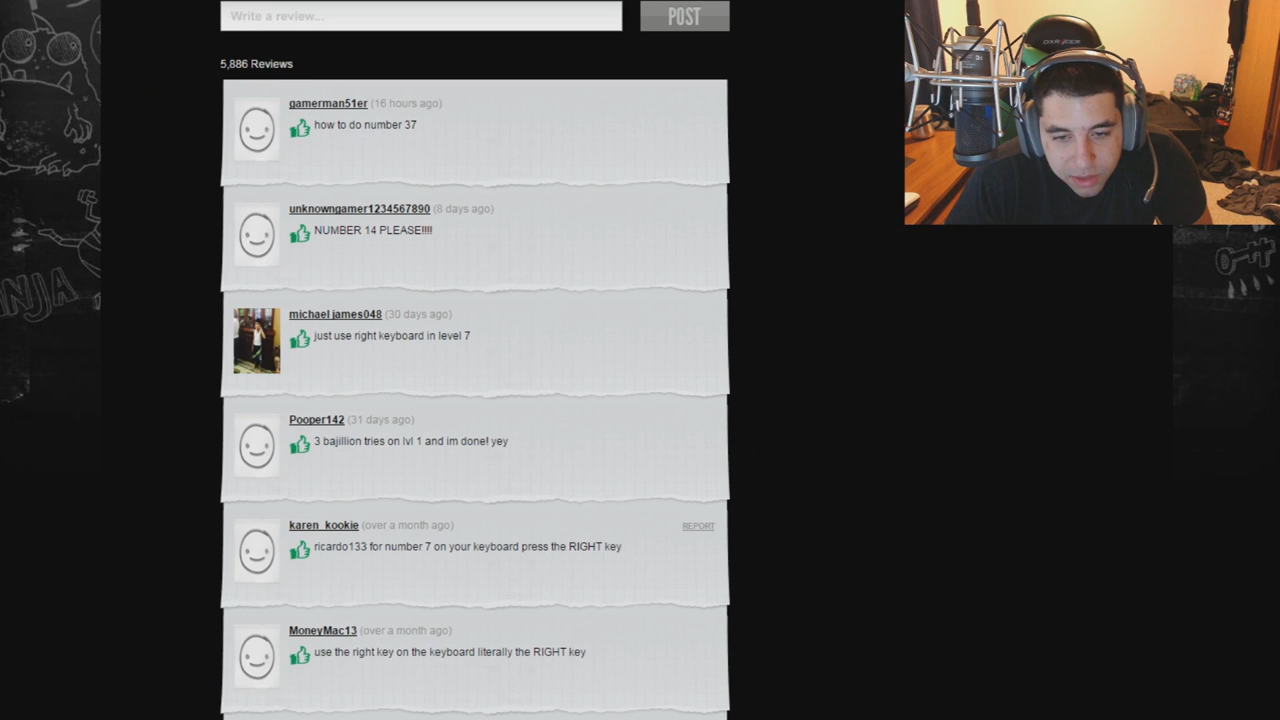 Write a review...
POST
5,886 Reviews
gamerman51er (16 hours ago)
how to do number 37
unknowngamer1234567890 (8 days ago)
NUMBER 14 PLEASE!!!!
michael james048 (30 days ago)
just use right keyboard in level 7
Pooper142 (31 days ago)
3 bajillion tries on lvl 1 and im done! yey
karen_kookie (over a month ago)
REPORT
ricardo133 for number 7 on your keyboard press the RIGHT key
MoneyMac13 (over a month ago)
use the right key on the keyboard literally the RIGHT key
INJA